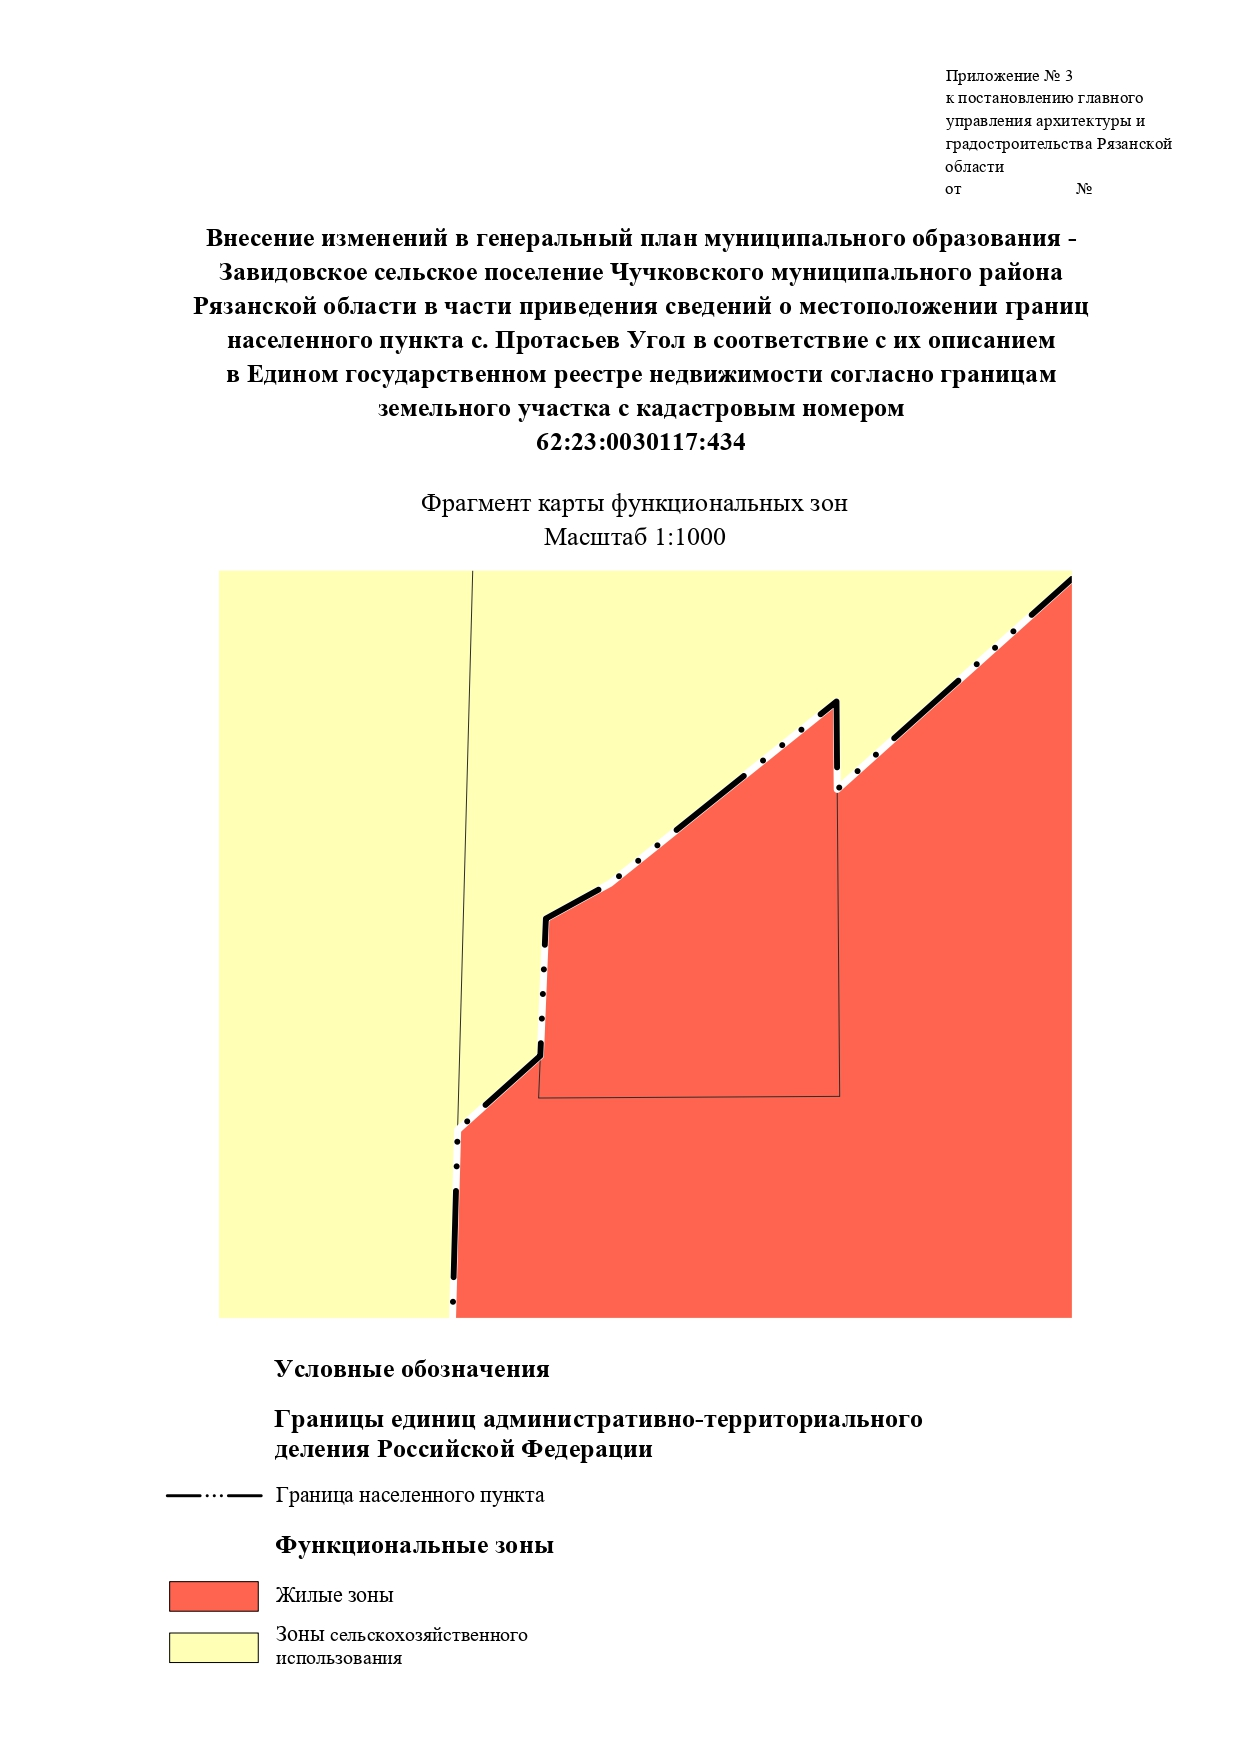 Приложение № 3
к постановлению главного
управления архитектуры и
градостроительства Рязанской
области
от №
Внесение изменений в генеральный план муниципального образования -
Завидовское сельское поселение Чучковского муниципального района
Рязанской области в части приведения сведений о местоположении границ
населенного пункта с. Протасьев Угол в соответствие с их описанием
в Едином государственном реестре недвижимости согласно границам
земельного участка с кадастровым номером
62:23:0030117:434
Фрагмент карты функциональных зон
Масштаб 1:1000
Условные обозначения
Границы единиц административно-территориального
деления Российской Федерации
Граница населенного пункта
Функциональные зоны
Жилые зоны
Зоны сельскохозяйственного
использования